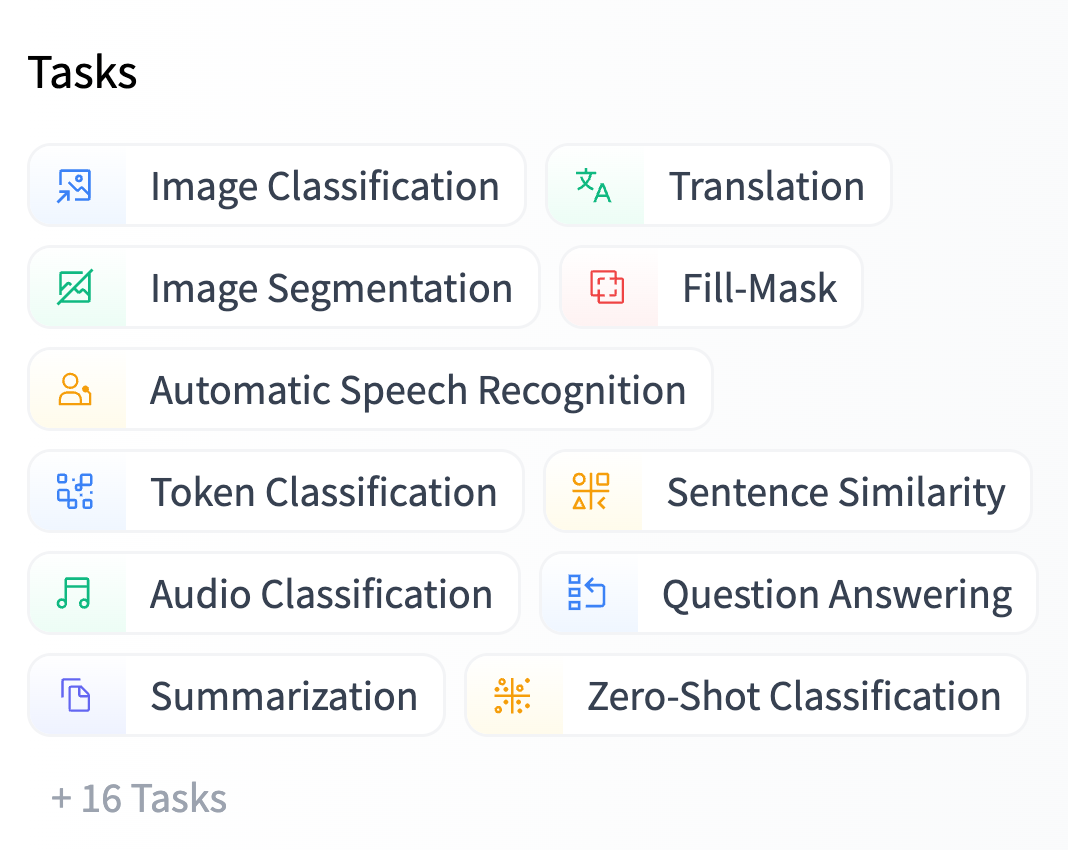 Tasks
Image Classification
Translation
Image Segmentation
Fill-Mask
Automatic Speech Recognition
Token Classification
Sentence Similarity
Audio Classification
Question Answering
Summarization
Zero-Shot Classification
+ 16 Tasks